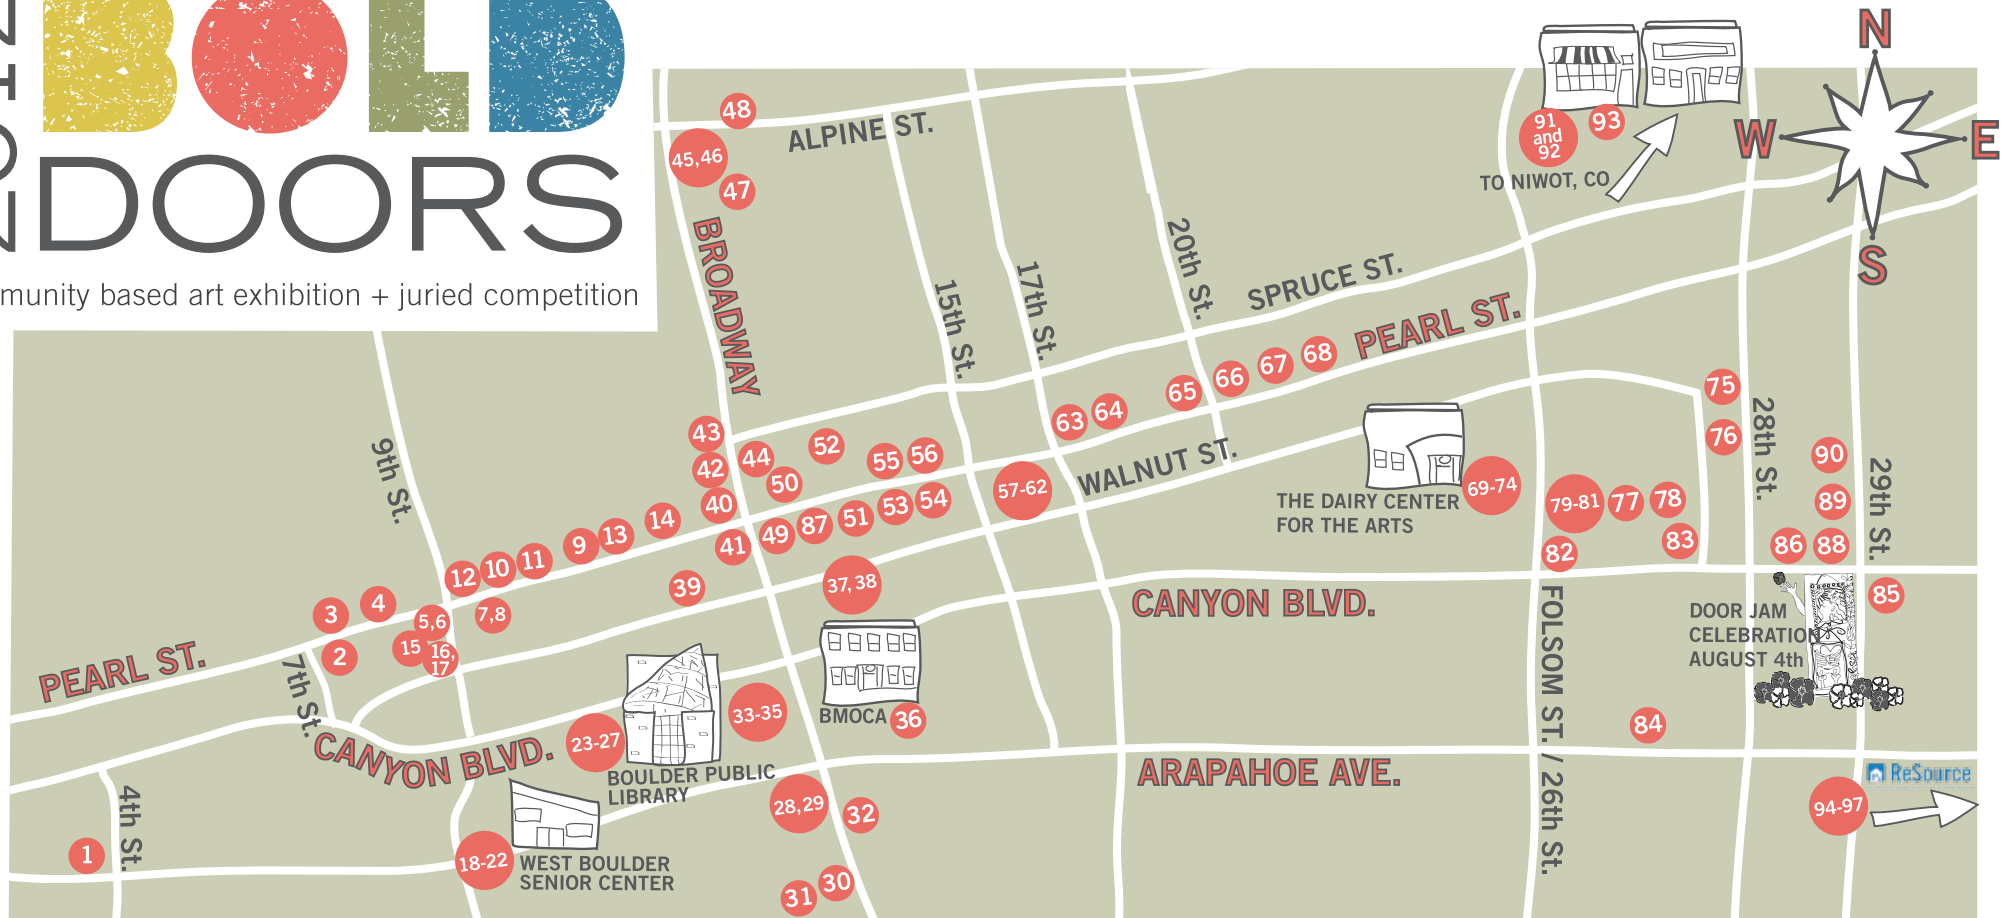 BOLD
DOORS
munity based art exhibition + juried competition
N
W
E
S
48
ALPINE ST.
45,46
47
BROADWAY
91
and
92
93
TO NIWOT, CO
15th St.
17th St.
20th St.
SPRUCE ST.
PEARL ST.
68
67
66
65
64
63
43
44
52
42
55
56
50
40
57-62
WALNUT ST.
THE DAIRY CENTER
FOR THE ARTS
69-74
75
76
28th St.
79-81
77
78
82
83
90
89
86
88
29th St.
85
9th St.
14
13
9
11
10
12
41
49
87
51
53
54
39
37,38
3
4
5,6
7,8
2
15
16,
17
PEARL ST.
7th St.
CANYON BLVD.
CANYON BLVD.
FOLSOM ST. / 26th St.
DOOR JAM
CELEBRATION
AUGUST 4th
23-27
33-35
BMOCA
36
BOULDER PUBLIC
LIBRARY
84
ARAPAHOE AVE.
ReSource
94-97
28,29
32
4th St.
1
18-22
WEST BOULDER
SENIOR CENTER
31
30